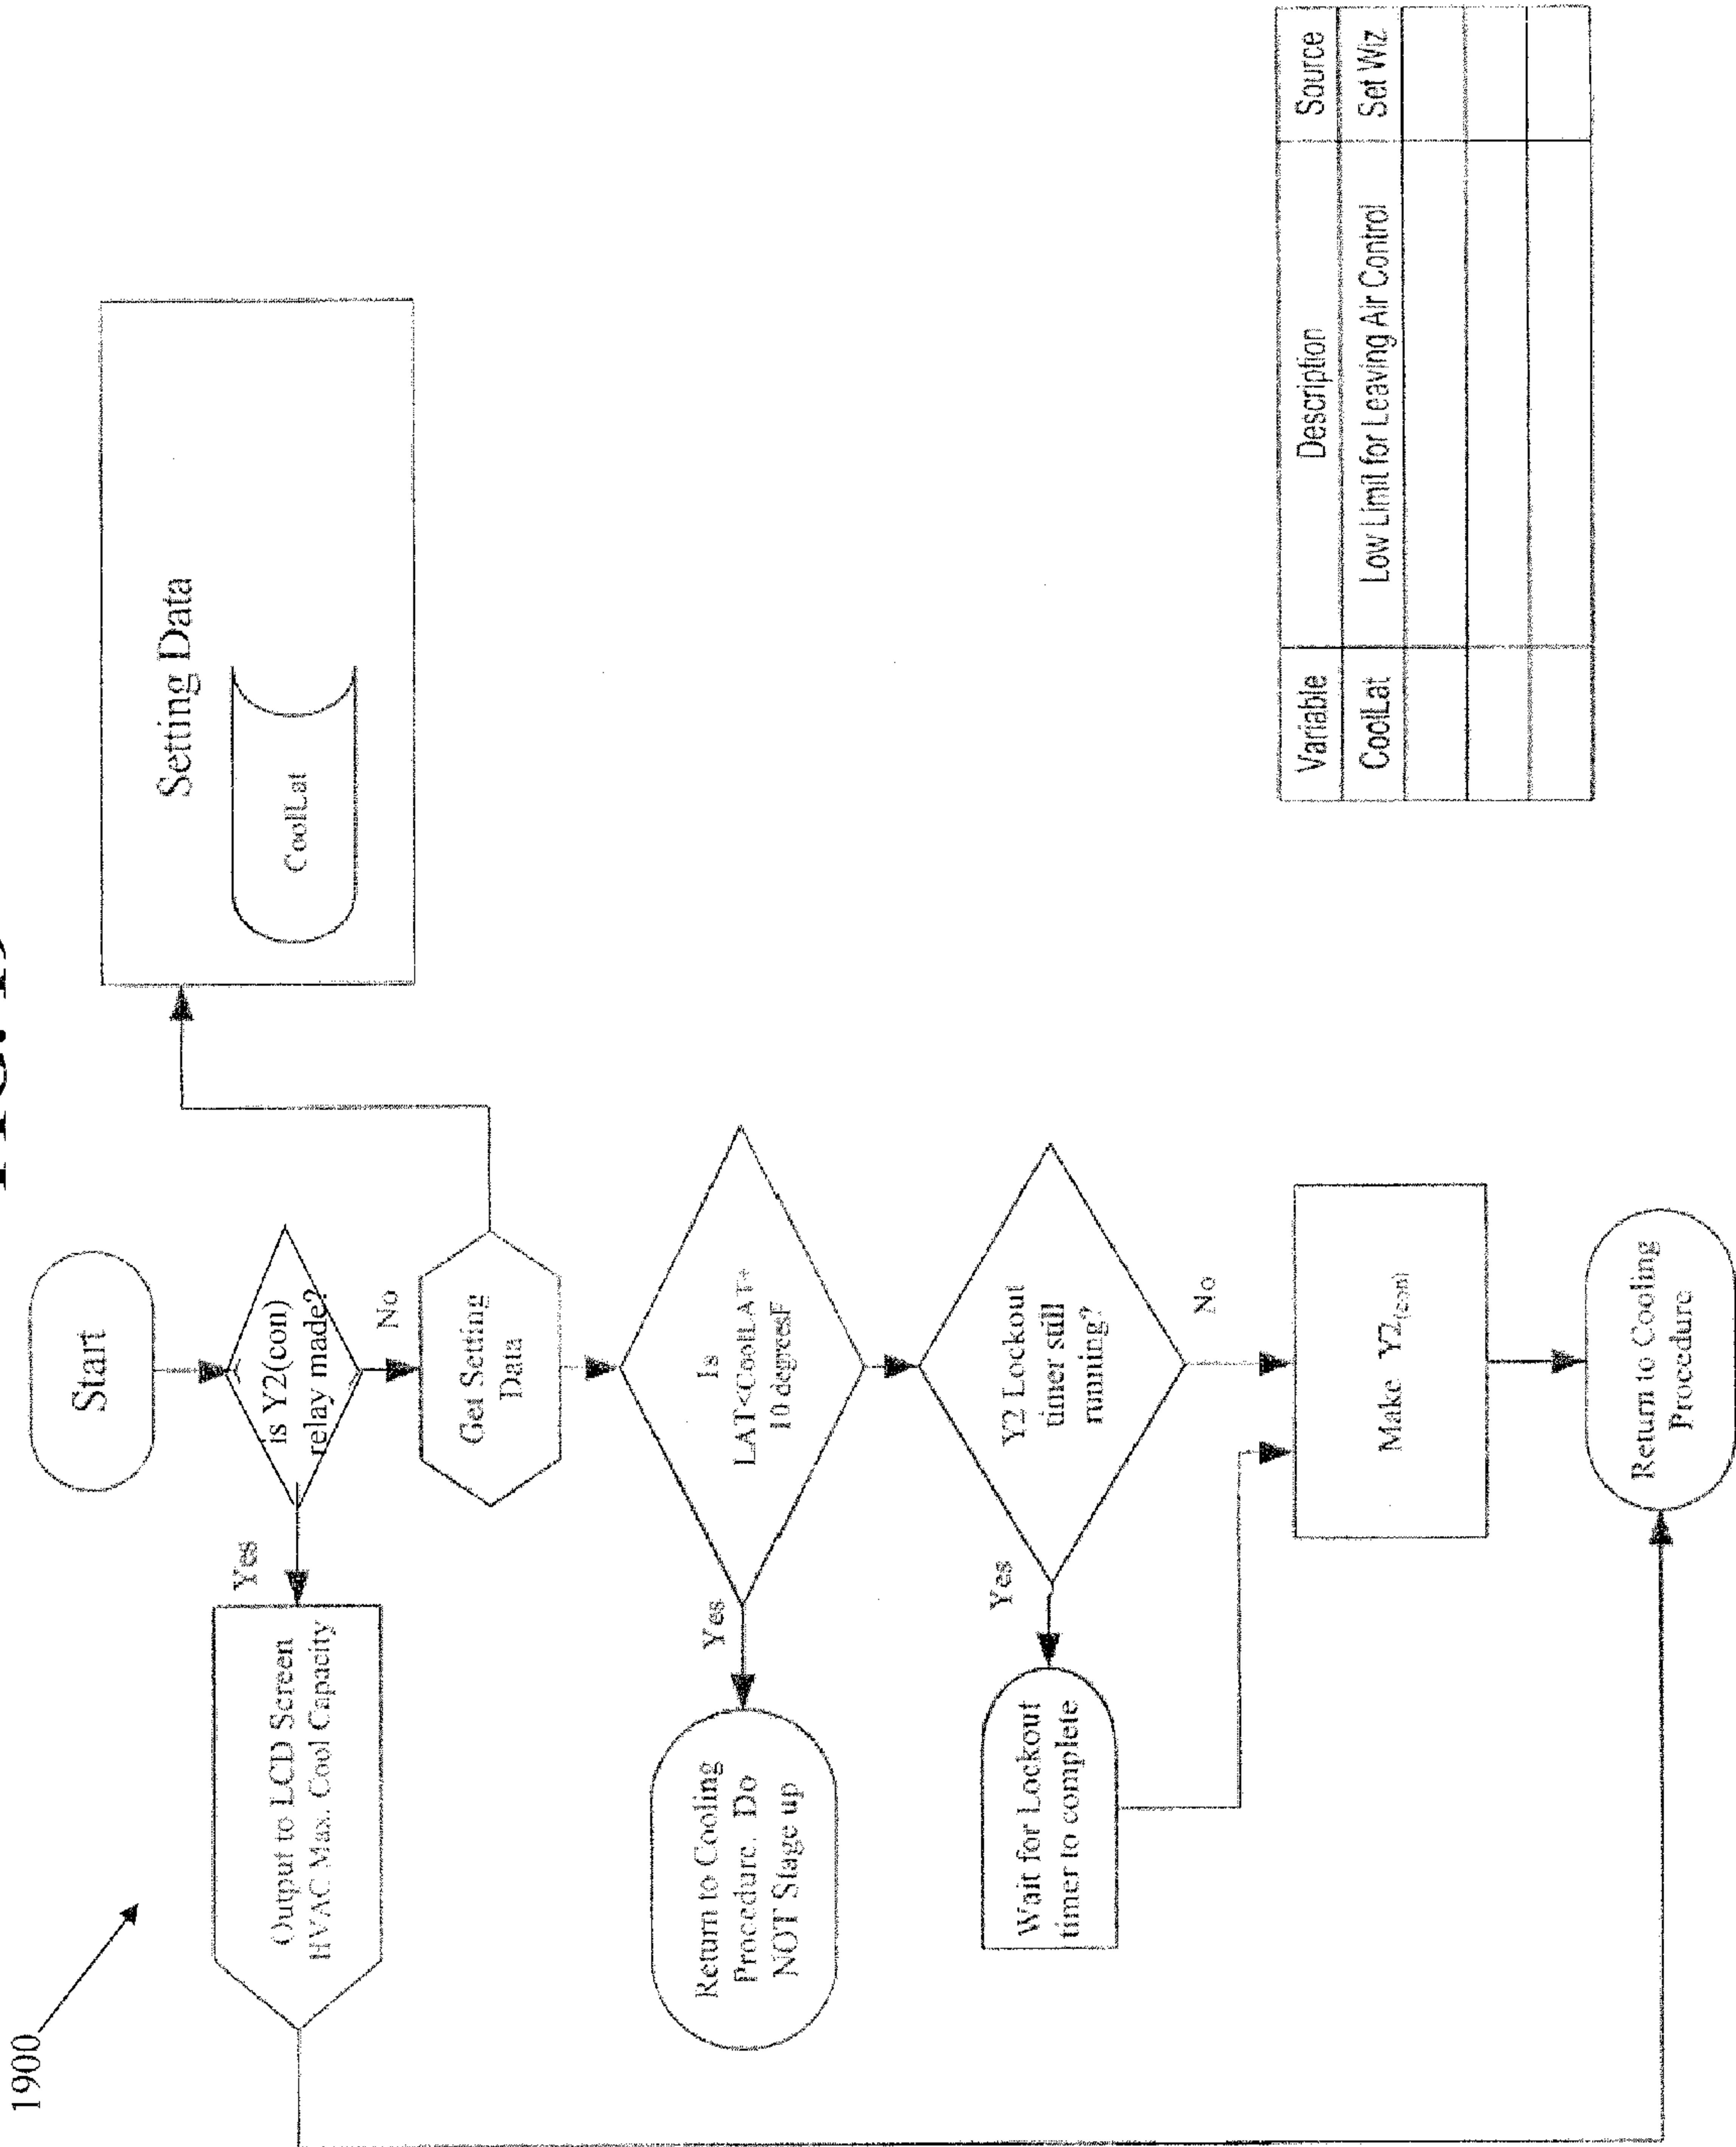 1900
Start
is Y2(con)
relay made?
Yes
No
Output to LCD Screen
HVAC Max. Cool Capacity
Get Setting
Data
Setting Data
CoolLat
Is
LAT<CoolLAT+
10 degreesF
Yes
Return to Cooling
Procedure. Do
NOT Stage up
Y2 Lockout
timer still
running?
Yes
No
Wait for Lockout
timer to complete
Make Y2(con)
Return to Cooling
Procedure
Variable Description Source
CoolLat Low Limit for Leaving Air Control Set Wiz